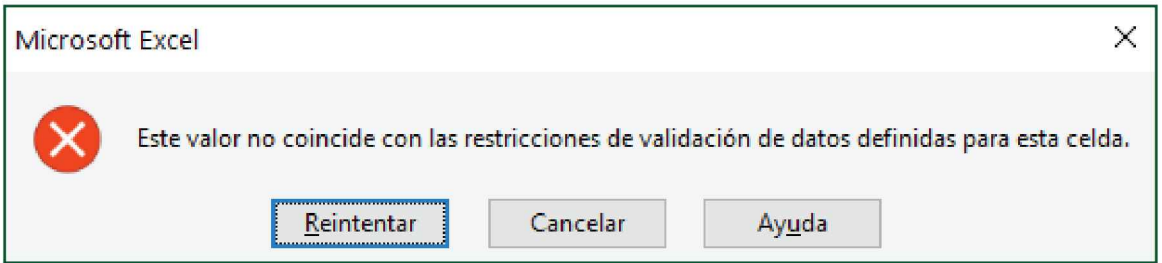 Microsoft Excel
Este valor no coincide con las restricciones de validación de datos definidas para esta celda.
Reintentar Cancelar Ayuda